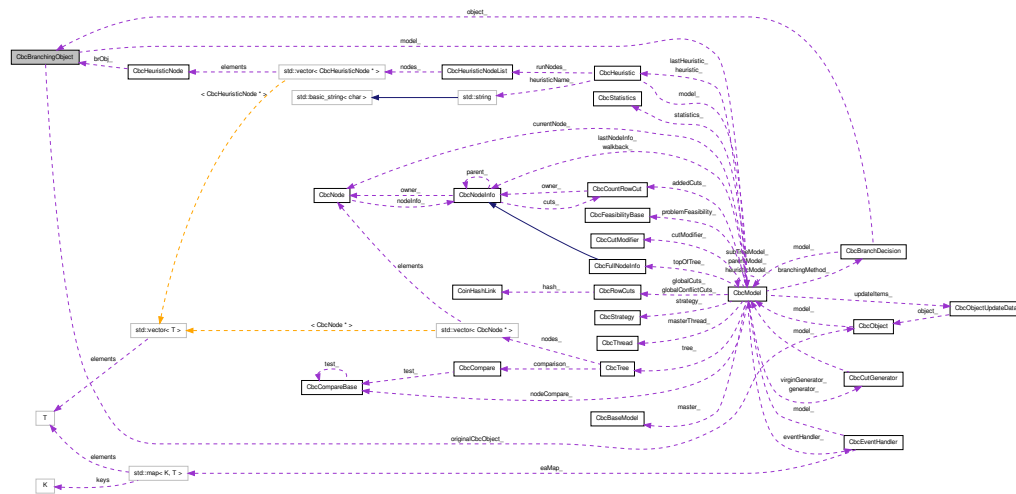 object_
model_
CbcBranchingObject
brObj_
CbcHeuristicNode
elements
std::vector< CbcHeuristicNode * >
nodes_
CbcHeuristicNodeList
runNodes_
heuristicName_
CbcHeuristic
lastHeuristic_
heuristic_
< CbcHeuristicNode * >
std::basic_string< char >
std::string
CbcStatistics
model_
statistics_
currentNode_
lastNodeInfo_
walkback_
parent_
CbcNode
owner_
nodeInfo_
CbcNodeInfo
owner_
cuts_
CbcCountRowCut
addedCuts_
CbcFeasibilityBase
problemFeasibility_
CbcCutModifier
cutModifier_
CbcFullNodeInfo
topOfTree_
subTreeModel_
parentModel_
heuristicModel_
model_
branchingMethod_
CbcBranchDecision
elements
CoinHashLink
hash_
CbcRowCuts
globalCuts_
globalConflictCuts_
CbcModel
updateItems_
CbcObjectUpdateData
std::vector< T >
< CbcNode * >
std::vector< CbcNode * >
CbcStrategy
strategy_
CbcThread
masterThread_
model_
CbcObject
object_
model_
nodes_
elements
test_
CbcCompareBase
test_
CbcCompare
comparison_
CbcTree
tree_
nodeCompare_
virginGenerator_
generator_
CbcCutGenerator
T
CbcBaseModel
master_
model_
originalCbcObject_
eventHandler_
CbcEventHandler
elements
keys
std::map< K, T >
eaMap_
K